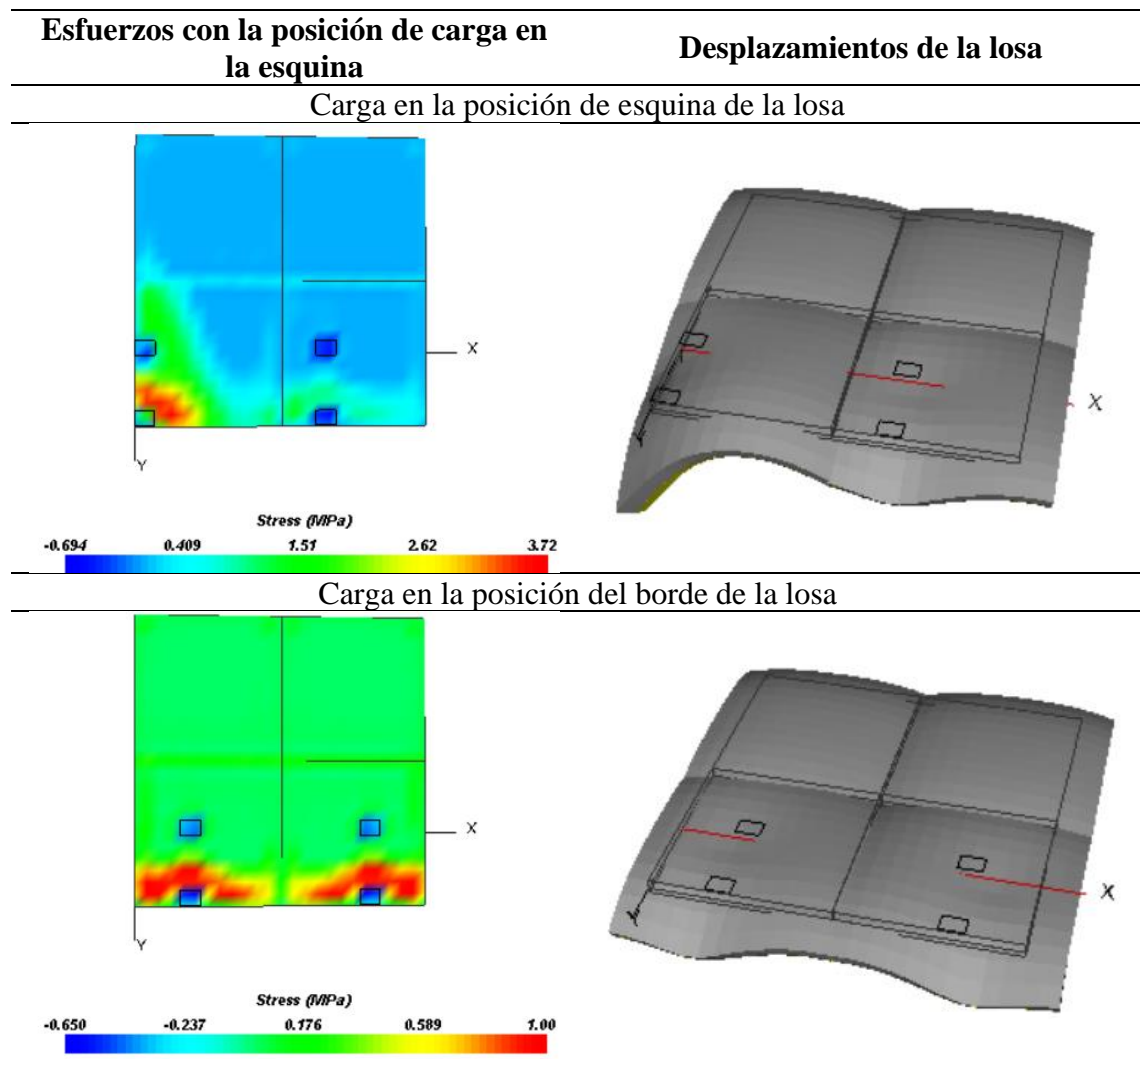 Esfuerzos con la posición de carga en
la esquina
Desplazamientos de la losa
Carga en la posición de esquina de la losa
X
Y
X
Stress (MPa)
-0.694 0.409 1.51 2.62 3.72
Carga en la posición del borde de la losa
X
Y
X
Stress (MPa)
-0.650 -0.237 0.176 0.589 1.00